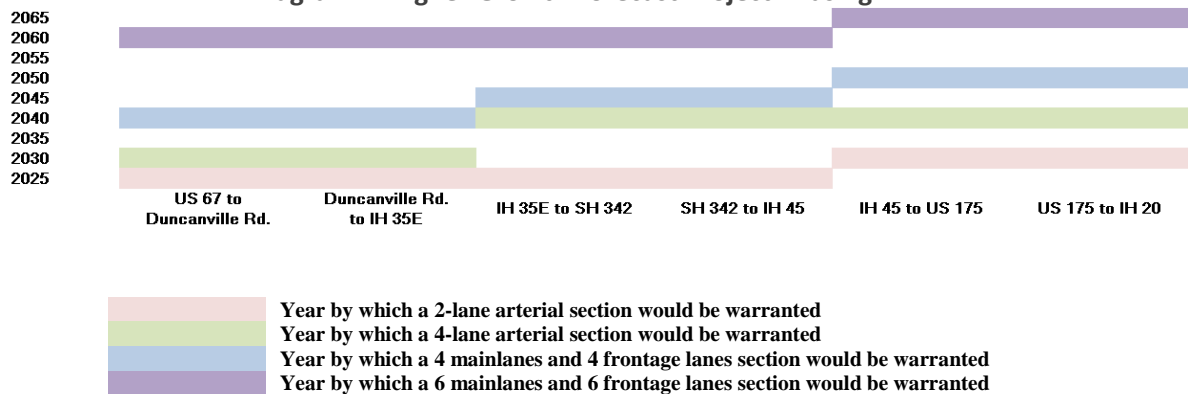 2065
2060
2055
2050
2045
2040
2035
2030
2025
US 67 to
Duncanville Rd.
Duncanville Rd.
to IH 35E
IH 35E to SH 342
SH 342 to IH 45
IH 45 to US 175
US 175 to IH 20
Year by which a 2-lane arterial section would be warranted
Year by which a 4-lane arterial section would be warranted
Year by which a 4 mainlanes and 4 frontage lanes section would be warranted
Year by which a 6 mainlanes and 6 frontage lanes section would be warranted